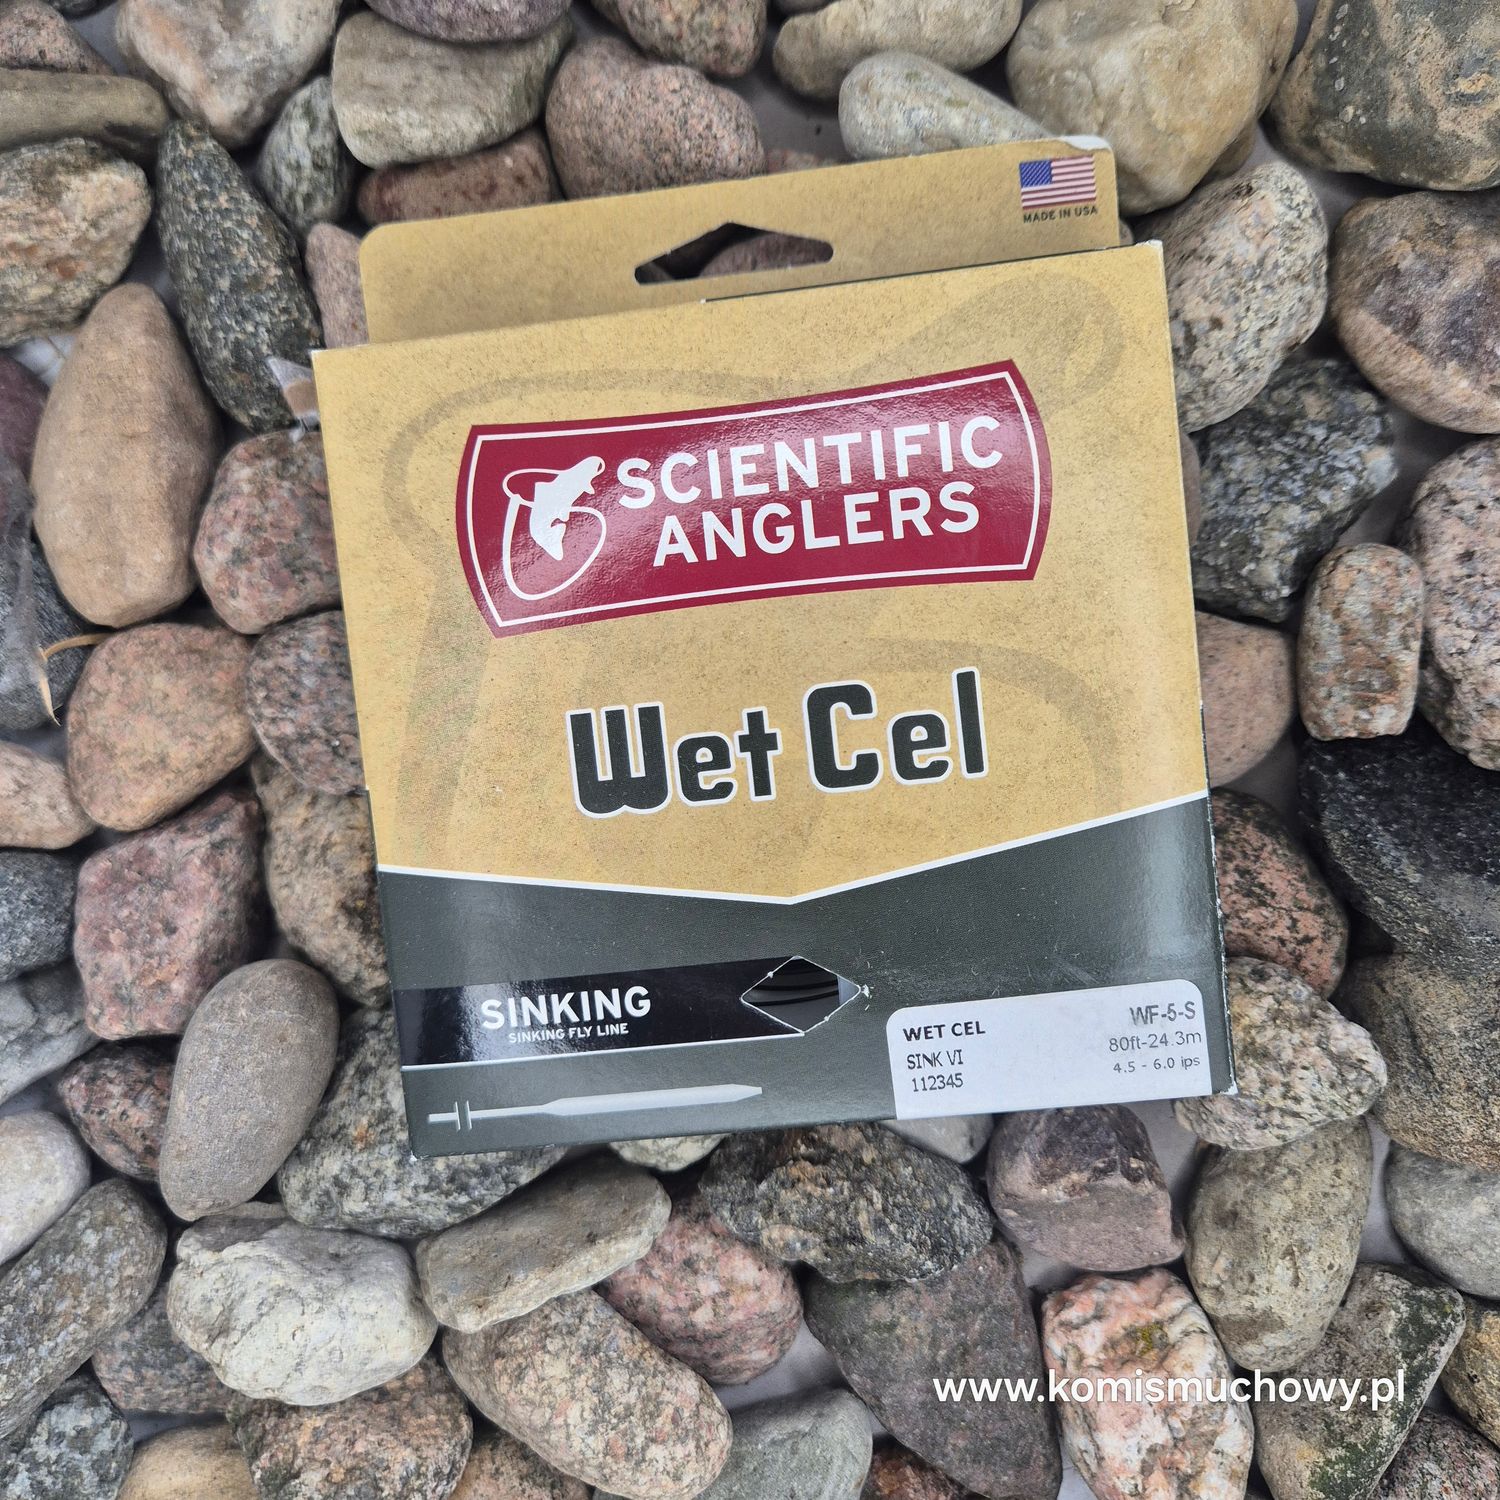 MADE IN USA
SCIENTIFIC
ANGLERS
Wet Cel
SINKING
SINKING FLY LINE
WET CEL
SINK VI
112345
WF-5-S
80ft-24.3m
4.5 - 6.0 ips
www.komismuchowy.pl